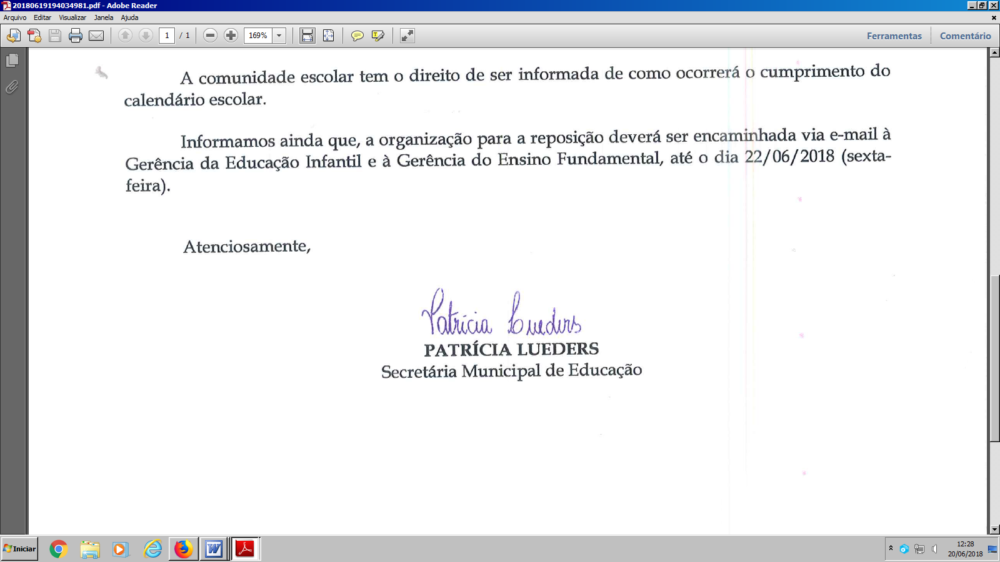 20180619194034981.pdf - Adobe Reader
Arquivo Editar Visualizar Janela Ajuda
1 / 1 169% Ferramentas Comentário
A comunidade escolar tem o direito de ser informada de como ocorrerá o cumprimento do
calendário escolar.
Informamos ainda que, a organização para a reposição deverá ser encaminhada via e-mail à
Gerência da Educação Infantil e à Gerência do Ensino Fundamental, até o dia 22/06/2018 (sexta-
feira).
Atenciosamente,
Patrícia Lueders
PATRÍCIA LUEDERS
Secretária Municipal de Educação
Iniciar
12:28
20/06/2018